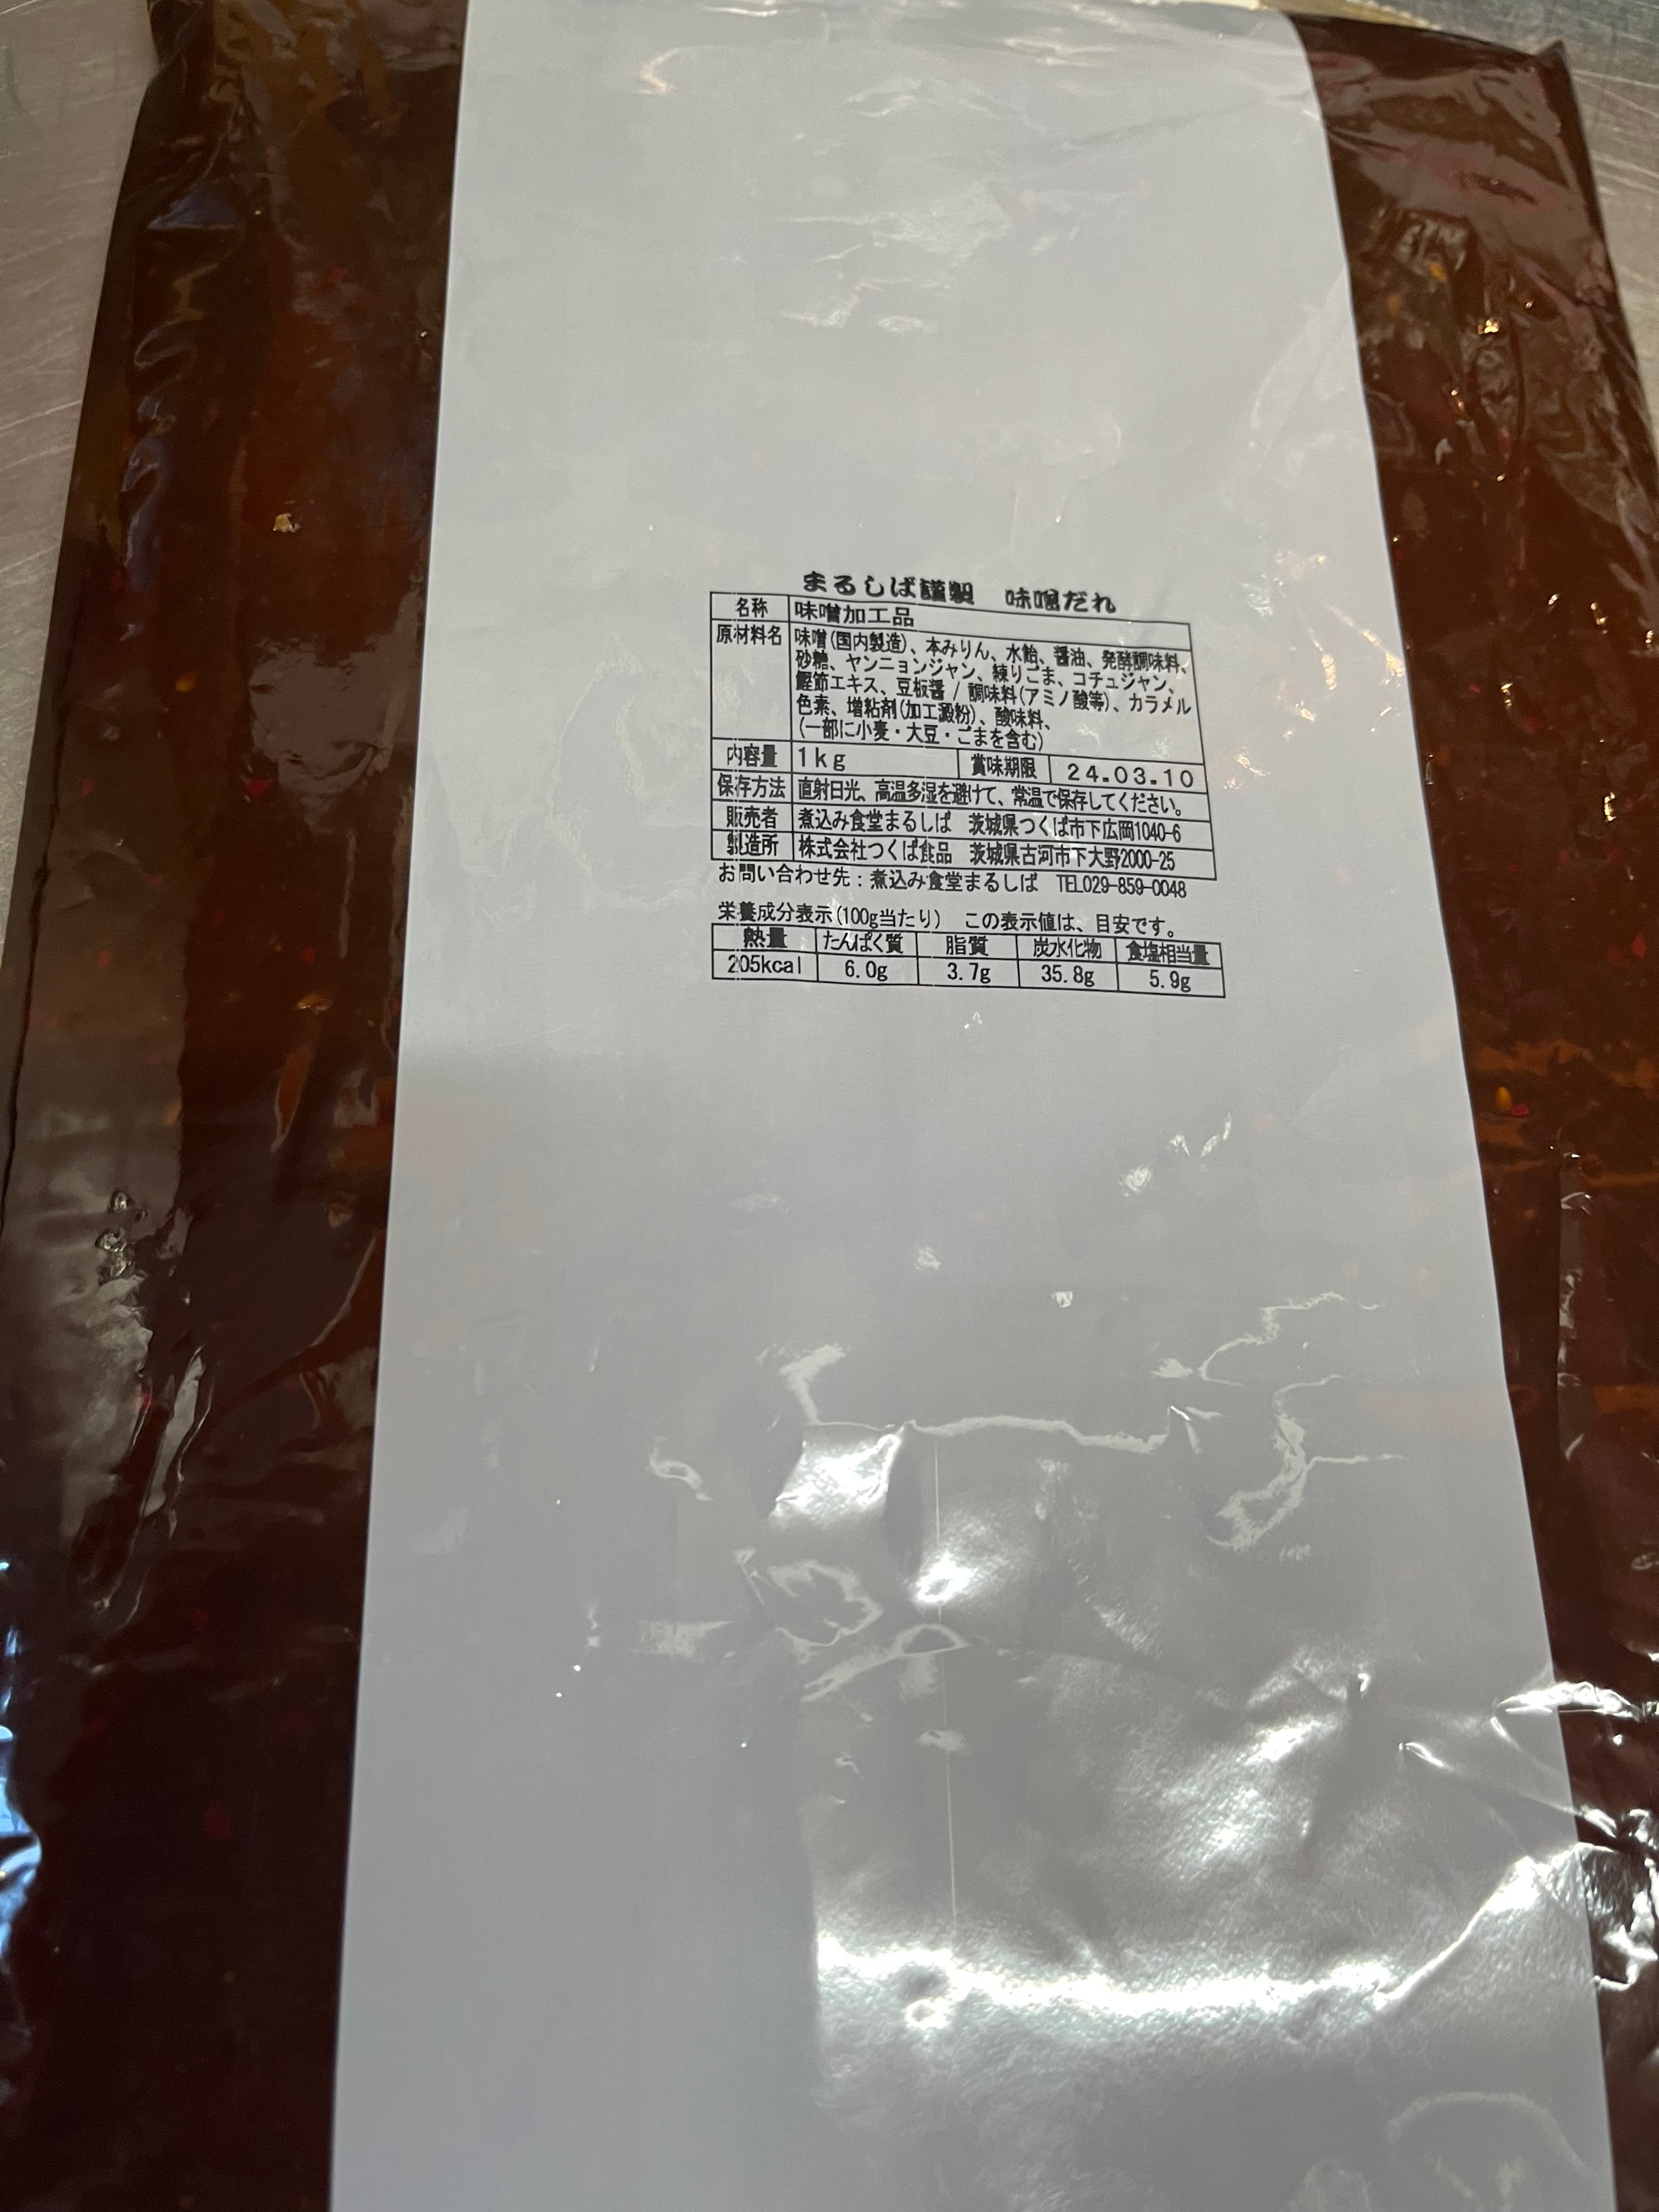 まるしば謹製 味噌だれ
名称 味噌加工品
原材料名 味噌(国内製造)、本みりん、水飴、醤油、発酵調味料、
砂糖、ヤンニョンジャン、練りごま、コチュジャン、
鰹節エキス、豆板醤 / 調味料(アミノ酸等)、カラメル
色素、増粘剤(加工澱粉)、酸味料、
(一部に小麦・大豆・ごまを含む)
内容量 1kg 賞味期限 24.03.10
保存方法 直射日光、高温多湿を避けて、常温で保存してください。
販売者 煮込み食堂まるしば 茨城県つくば市下広岡1040-6
製造所 株式会社つくば食品 茨城県古河市下大野2000-25
お問い合わせ先：煮込み食堂まるしば TEL029-859-0048
栄養成分表示(100g当たり) この表示値は、目安です。
熱量 たんぱく質 脂質 炭水化物 食塩相当量
205kcal 6.0g 3.7g 35.8g 5.9g